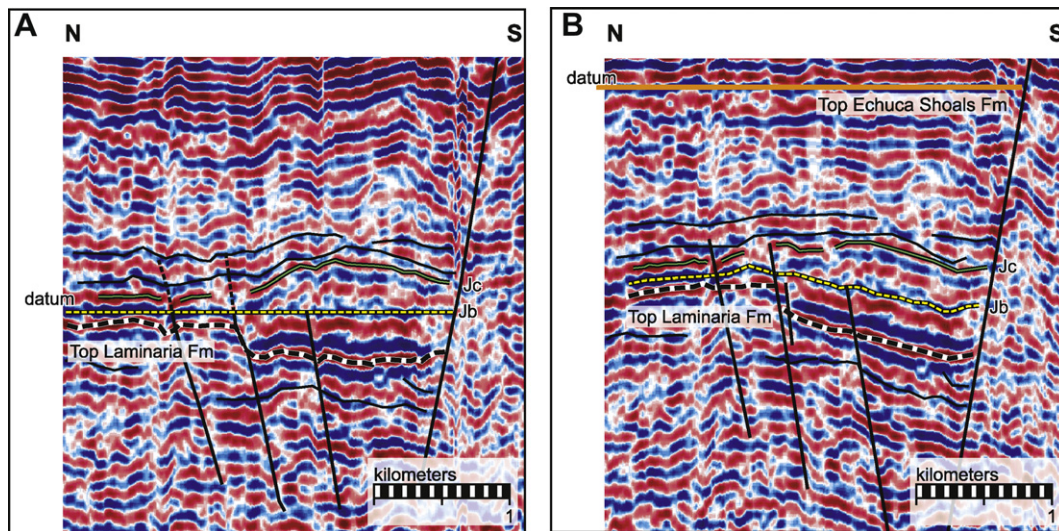 A
N
S
datum
Jc
Jb
Top Laminaria Fm
kilometers
1
B
N
S
datum
Top Echuca Shoals Fm
Jc
Jb
Top Laminaria Fm
kilometers
1